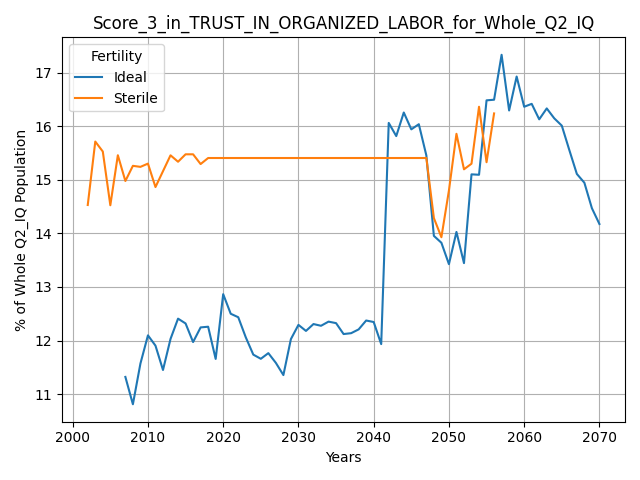 Score_3_in_TRUST_IN_ORGANIZED_LABOR_for_Whole_Q2_IQ
Fertility
Ideal
Sterile
% of Whole Q2_IQ Population
17
16
15
14
13
12
11
2000 2010 2020 2030 2040 2050 2060 2070
Years